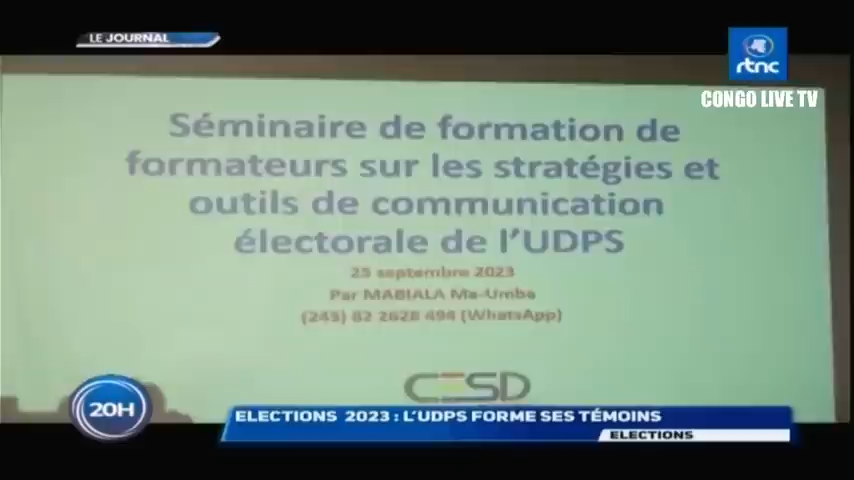 LE JOURNAL
rtnc
CONGO LIVE TV
Séminaire de formation de
formateurs sur les stratégies et
outils de communication
électorale de l'UDPS
25 septembre 2023
Par MABIALA Ma-Umba
(243) 82 2628 494 (WhatsApp)
CESD
20H
ELECTIONS 2023 : L'UDPS FORME SES TÉMOINS
ELECTIONS